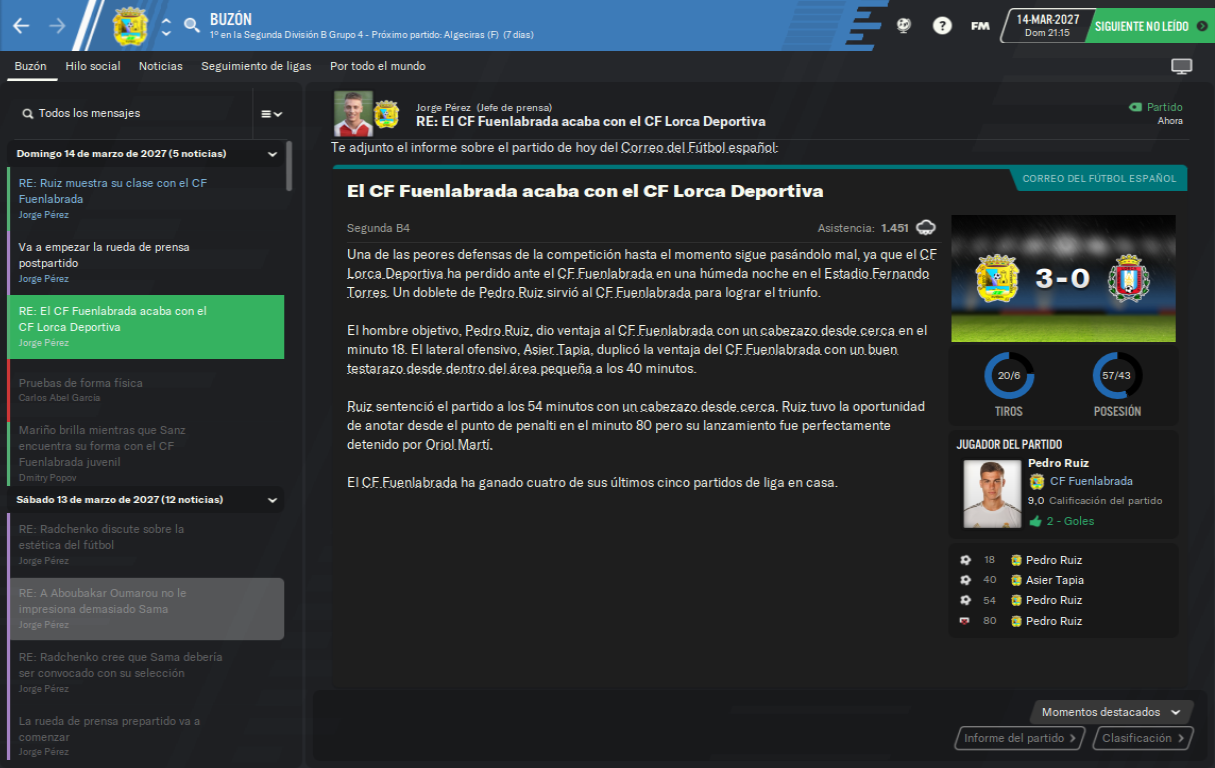 BUZÓN
1º en la Segunda División B Grupo 4 - Próximo partido: Algeciras (F) (7 días)
?
FM
14-MAR-2027
Dom 21:15
SIGUIENTE NO LEÍDO
Buzón
Hilo social
Noticias
Seguimiento de ligas
Por todo el mundo
Todos los mensajes
Domingo 14 de marzo de 2027 (5 noticias)
RE: Ruiz muestra su clase con el CF
Fuenlabrada
Jorge Pérez
Va a empezar la rueda de prensa
postpartido
Jorge Pérez
RE: El CF Fuenlabrada acaba con el
CF Lorca Deportiva
Jorge Pérez
Pruebas de forma física
Carlos Abel García
Mariño brilla mientras que Sanz
encuentra su forma con el CF
Fuenlabrada juvenil
Dmitry Popov
Sábado 13 de marzo de 2027 (12 noticias)
RE: Radchenko discute sobre la
estética del fútbol
Jorge Pérez
RE: A Aboubakar Oumarou no le
impresiona demasiado Sama
Jorge Pérez
RE: Radchenko cree que Sama debería
ser convocado con su selección
Jorge Pérez
La rueda de prensa prepartido va a
comenzar
Jorge Pérez
Jorge Pérez (Jefe de prensa)
RE: El CF Fuenlabrada acaba con el CF Lorca Deportiva
Partido
Ahora
Te adjunto el informe sobre el partido de hoy del Correo del Fútbol español:
CORREO DEL FÚTBOL ESPAÑOL
El CF Fuenlabrada acaba con el CF Lorca Deportiva
Segunda B4
Asistencia: 1.451
Una de las peores defensas de la competición hasta el momento sigue pasándolo mal, ya que el CF
Lorca Deportiva ha perdido ante el CF Fuenlabrada en una húmeda noche en el Estadio Fernando
Torres. Un doblete de Pedro Ruiz sirvió al CF Fuenlabrada para lograr el triunfo.
El hombre objetivo, Pedro Ruiz, dio ventaja al CF Fuenlabrada con un cabezazo desde cerca en el
minuto 18. El lateral ofensivo, Asier Tapia, duplicó la ventaja del CF Fuenlabrada con un buen
testarazo desde dentro del área pequeña a los 40 minutos.
Ruiz sentenció el partido a los 54 minutos con un cabezazo desde cerca. Ruiz tuvo la oportunidad
de anotar desde el punto de penalti en el minuto 80 pero su lanzamiento fue perfectamente
detenido por Oriol Martí.
El CF Fuenlabrada ha ganado cuatro de sus últimos cinco partidos de liga en casa.
3-0
20/6
TIROS
57/43
POSESIÓN
JUGADOR DEL PARTIDO
Pedro Ruiz
CF Fuenlabrada
9,0 Calificación del partido
2 - Goles
18 Pedro Ruiz
40 Asier Tapia
54 Pedro Ruiz
80 Pedro Ruiz
Momentos destacados
Informe del partido
Clasificación